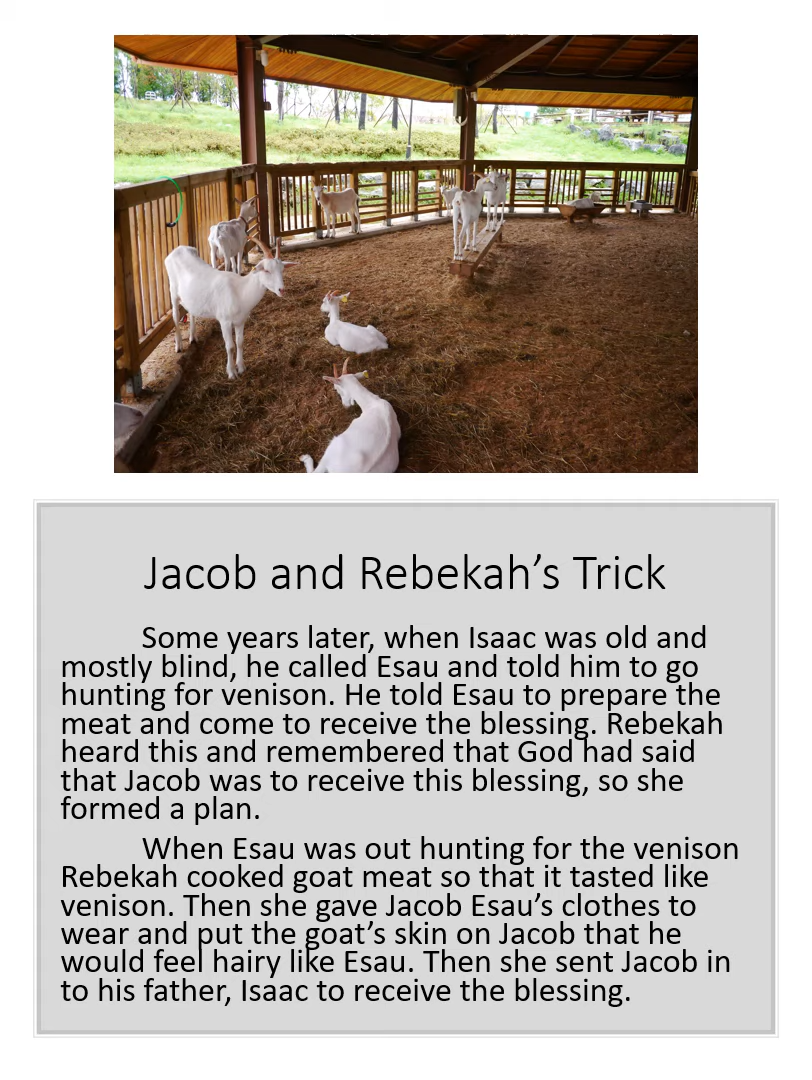 Jacob and Rebekah’s Trick
Some years later, when Isaac was old and
mostly blind, he called Esau and told him to go
hunting for venison. He told Esau to prepare the
meat and come to receive the blessing. Rebekah
heard this and remembered that God had said
that Jacob was to receive this blessing, so she
formed a plan.
When Esau was out hunting for the venison
Rebekah cooked goat meat so that it tasted like
venison. Then she gave Jacob Esau’s clothes to
wear and put the goat’s skin on Jacob that he
would feel hairy like Esau. Then she sent Jacob in
to his father, Isaac to receive the blessing.